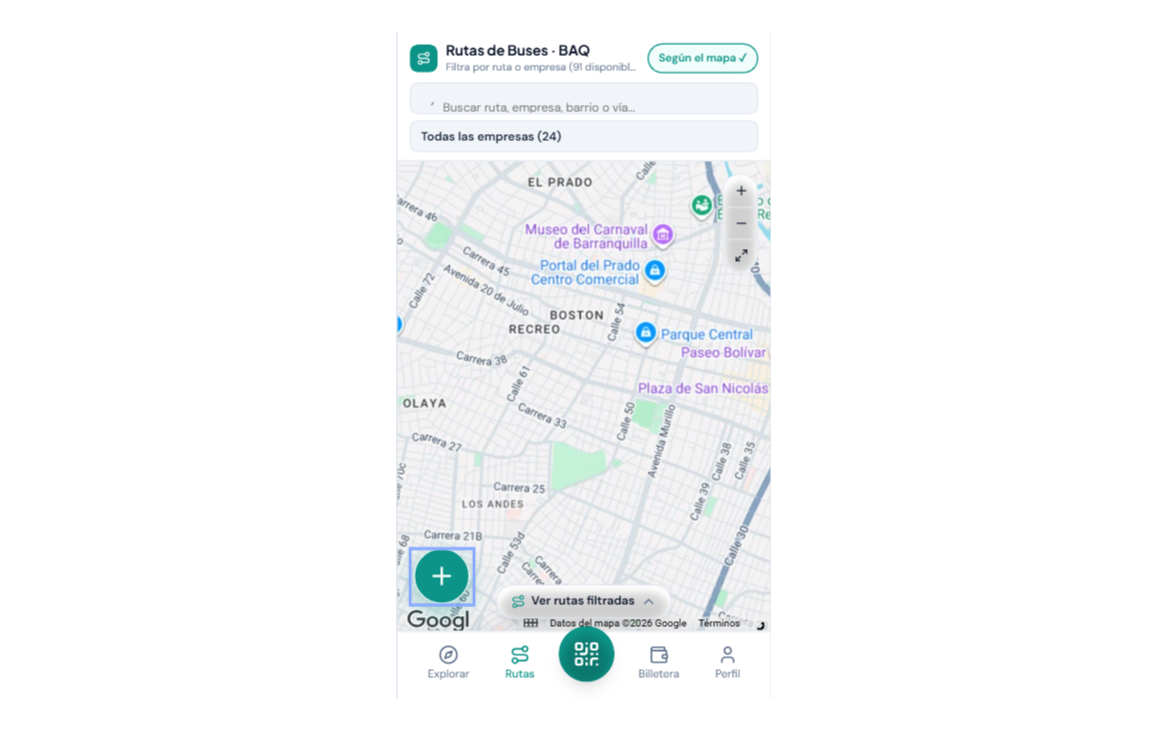 Rutas de Buses · BAQ
Filtra por ruta o empresa (91 disponibl...
Según el mapa ✓
Buscar ruta, empresa, barrio o vía...
Todas las empresas (24)
EL PRADO
Calle
Carrera 46
Museo del Carnaval
de Barranquilla
Carrera 45
Portal del Prado
Centro Comercial
Calle 72
Avenida 20 de Julio
BOSTON
RECREO
Calle 54
Parque Central
Paseo Bolívar
Carrera 38
Calle 61
Plaza de San Nicolás
OLAYA
Carrera 33
Calle 50
Avenida Murillo
Carrera 27
Calle 38
Calle 35
Carrera 25
LOS ANDES
Calle 39
Carrera 21B
Calle 53d
Calle 30
Carrera
Ver rutas filtradas
Googl
Datos del mapa ©2026 Google
Términos
Explorar
Rutas
Billetera
Perfil